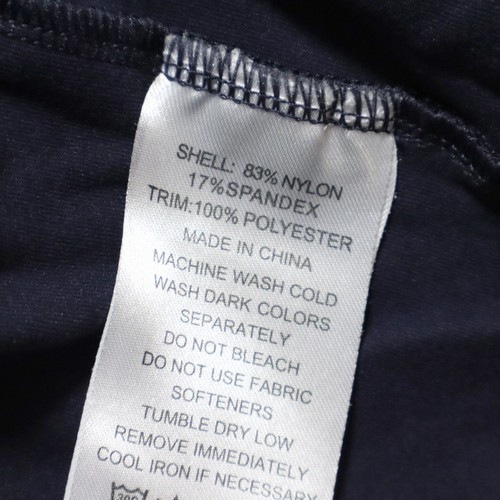 SHELL: 83% NYLON
17%SPANDEX
TRIM:100% POLYESTER
MADE IN CHINA
MACHINE WASH COLD
WASH DARK COLORS
SEPARATELY
DO NOT BLEACH
DO NOT USE FABRIC
SOFTENERS
TUMBLE DRY LOW
REMOVE IMMEDIATELY
COOL IRON IF NECESSARY